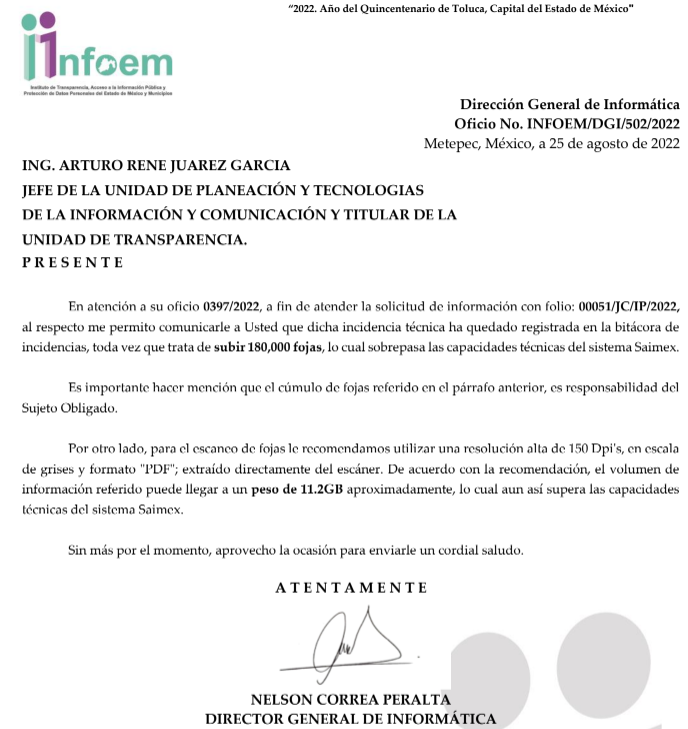 “2022. Año del Quincentenario de Toluca, Capital del Estado de México”
infoem
Instituto de Transparencia, Acceso a la Información Pública y
Protección de Datos Personales del Estado de México y Municipios
Dirección General de Informática
Oficio No. INFOEM/DGI/502/2022
Metepec, México, a 25 de agosto de 2022
ING. ARTURO RENE JUAREZ GARCIA
JEFE DE LA UNIDAD DE PLANEACIÓN Y TECNOLOGIAS
DE LA INFORMACIÓN Y COMUNICACIÓN Y TITULAR DE LA
UNIDAD DE TRANSPARENCIA.
P R E S E N T E
En atención a su oficio 0397/2022, a fin de atender la solicitud de información con folio: 00051/JC/IP/2022,
al respecto me permito comunicarle a Usted que dicha incidencia técnica ha quedado registrada en la bitácora de
incidencias, toda vez que trata de subir 180,000 fojas, lo cual sobrepasa las capacidades técnicas del sistema Saimex.
Es importante hacer mención que el cúmulo de fojas referido en el párrafo anterior, es responsabilidad del
Sujeto Obligado.
Por otro lado, para el escaneo de fojas le recomendamos utilizar una resolución alta de 150 Dpi's, en escala
de grises y formato "PDF"; extraído directamente del escáner. De acuerdo con la recomendación, el volumen de
información referido puede llegar a un peso de 11.2GB aproximadamente, lo cual aun así supera las capacidades
técnicas del sistema Saimex.
Sin más por el momento, aprovecho la ocasión para enviarle un cordial saludo.
A T E N T A M E N T E
NELSON CORREA PERALTA
DIRECTOR GENERAL DE INFORMÁTICA